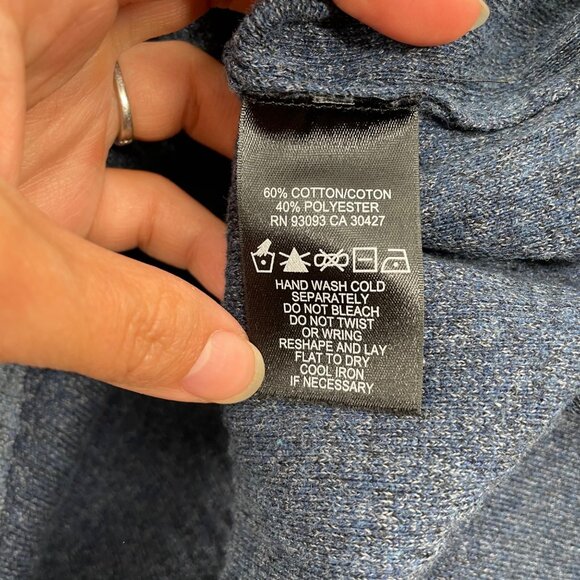 60% COTTON/COTON
40% POLYESTER
RN 93093 CA 30427
HAND WASH COLD
SEPARATELY
DO NOT BLEACH
DO NOT TWIST
OR WRING
RESHAPE AND LAY
FLAT TO DRY
COOL IRON
IF NECESSARY